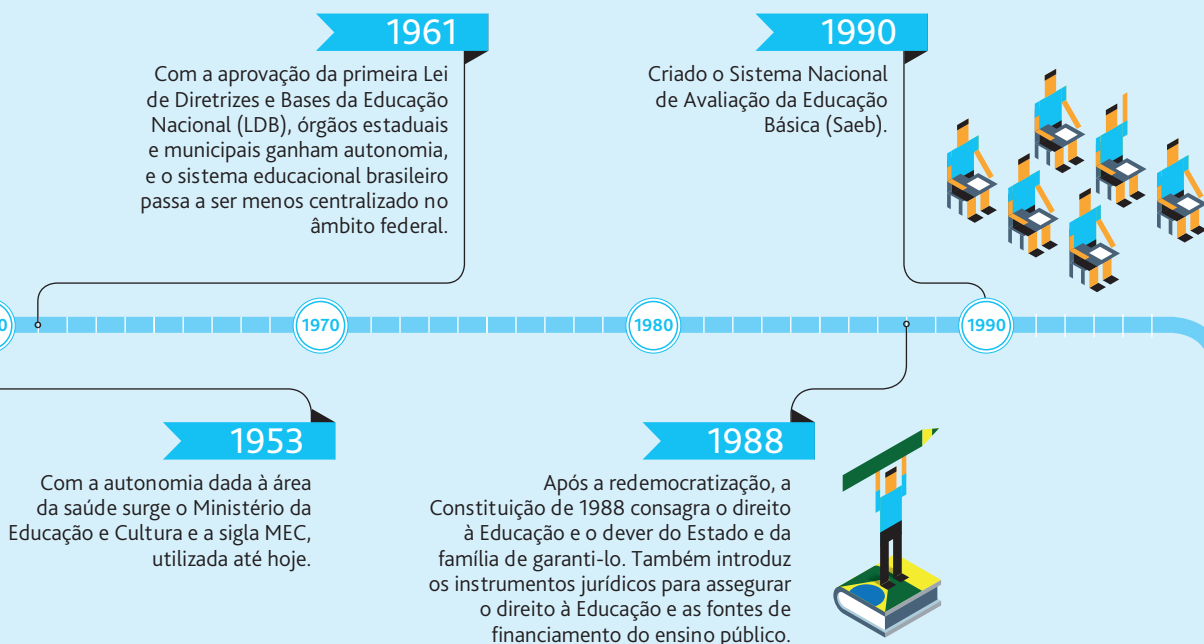 1961
Com a aprovação da primeira Lei
de Diretrizes e Bases da Educação
Nacional (LDB), órgãos estaduais
e municipais ganham autonomia,
e o sistema educacional brasileiro
passa a ser menos centralizado no
âmbito federal.
1990
Criado o Sistema Nacional
de Avaliação da Educação
Básica (Saeb).
0
1970
1980
1990
1953
Com a autonomia dada à área
da saúde surge o Ministério da
Educação e Cultura e a sigla MEC,
utilizada até hoje.
1988
Após a redemocratização, a
Constituição de 1988 consagra o direito
à Educação e o dever do Estado e da
família de garanti-lo. Também introduz
os instrumentos jurídicos para assegurar
o direito à Educação e as fontes de
financiamento do ensino público.